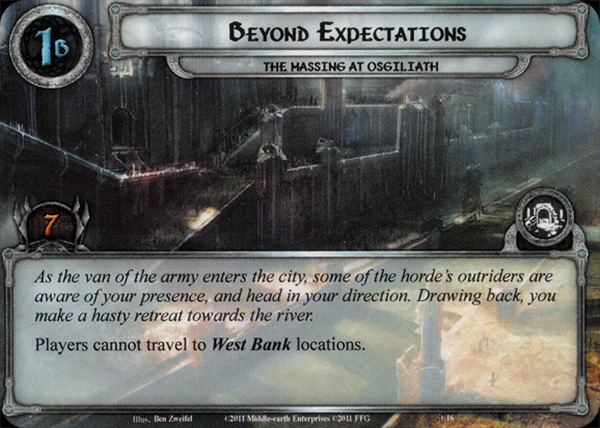 1B
BEYOND EXPECTATIONS
THE MASSING AT OSGILIATH
7
As the van of the army enters the city, some of the horde's outriders are
aware of your presence, and head in your direction. Drawing back, you
make a hasty retreat towards the river.
Players cannot travel to West Bank locations.
Illus. Ben Zweifel ©2011 Middle-earth Enterprises ©2011 FFG